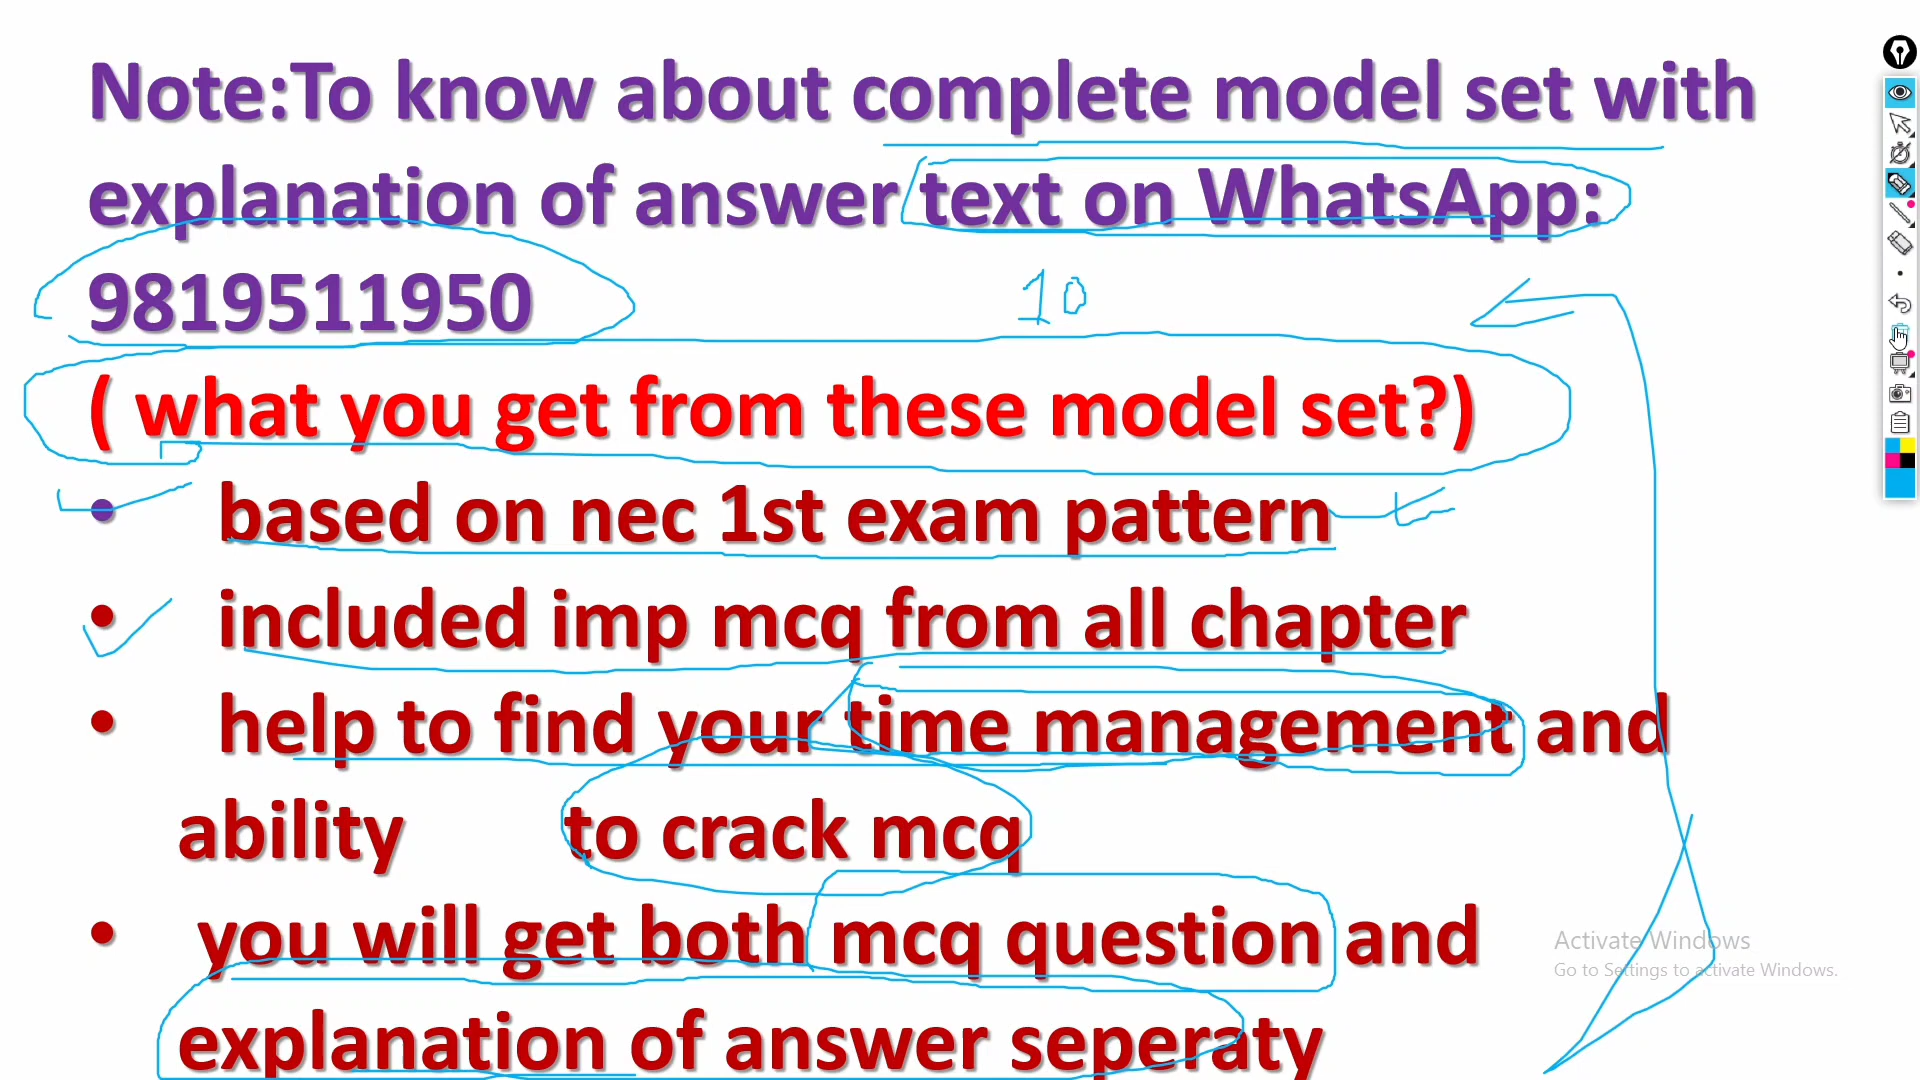 Note:To know about complete model set with
explanation of answer text on WhatsApp:
9819511950
10
( what you get from these model set?)
• based on nec 1st exam pattern
• included imp mcq from all chapter
• help to find your time management and
ability to crack mcq
• you will get both mcq question and
explanation of answer seperaty
Activate Windows
Go to Settings to activate Windows.